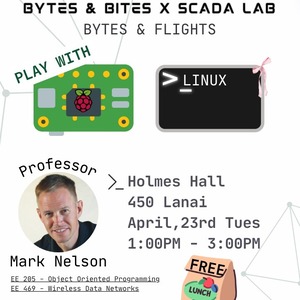 BYTES & BITES X SCADA LAB
BYTES & FLIGHTS
PLAY WITH
>_LINUX
Professor
>_Holmes Hall
450 Lanai
April,23rd Tues
1:00PM - 3:00PM
Mark Nelson
EE 205 - Object Oriented Programming
EE 469 - Wireless Data Networks
FREE
LUNCH